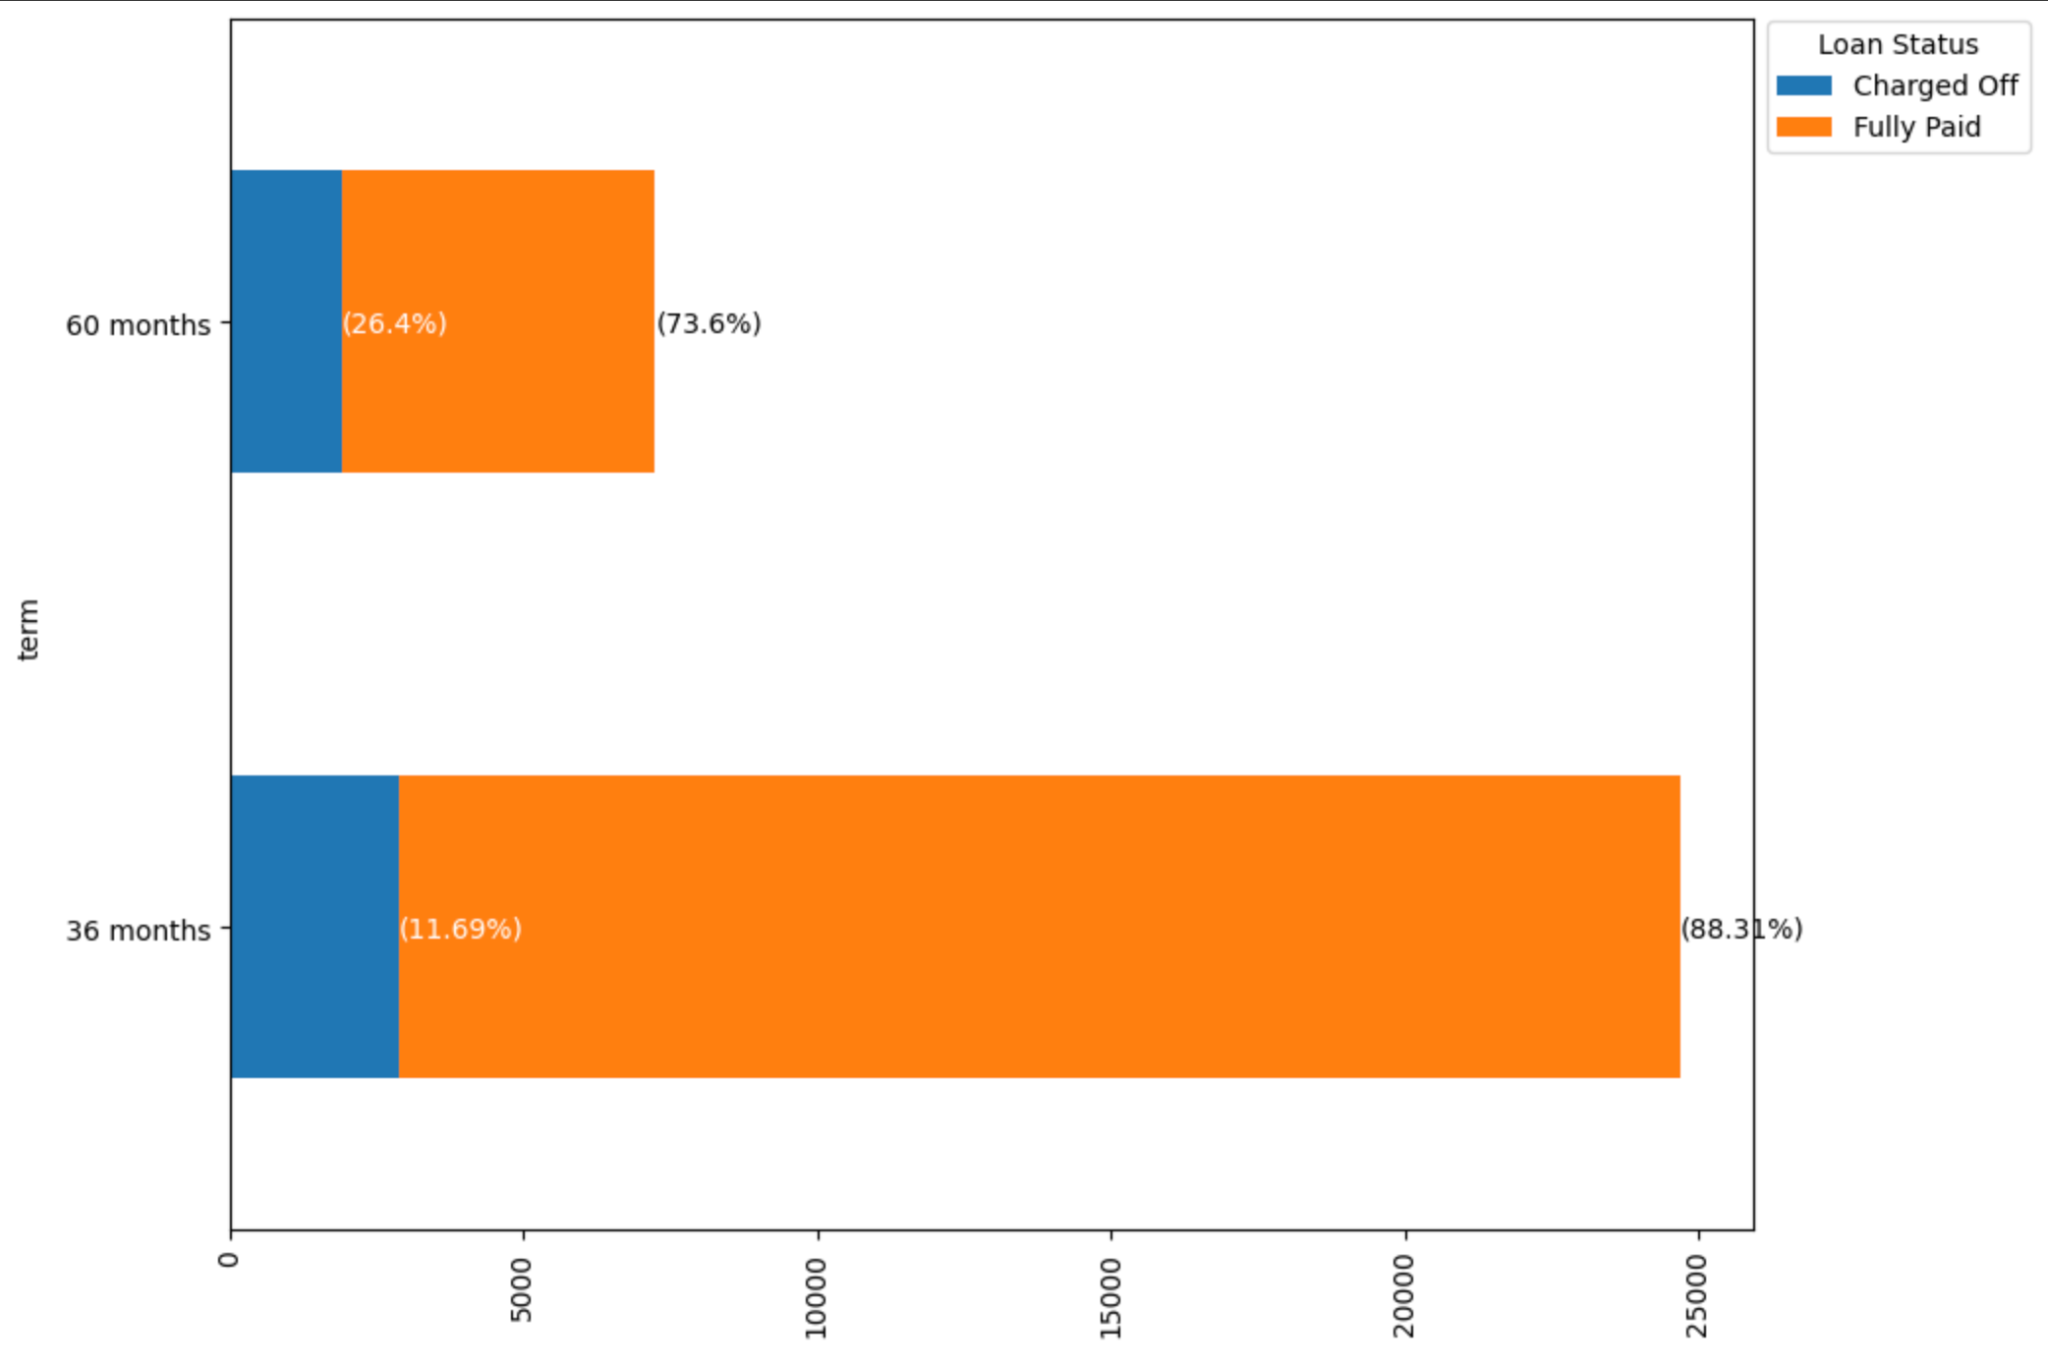 Loan Status
Charged Off
Fully Paid
60 months
(26.4%)
(73.6%)
term
36 months
(11.69%)
(88.31%)
0
5000
10000
15000
20000
25000